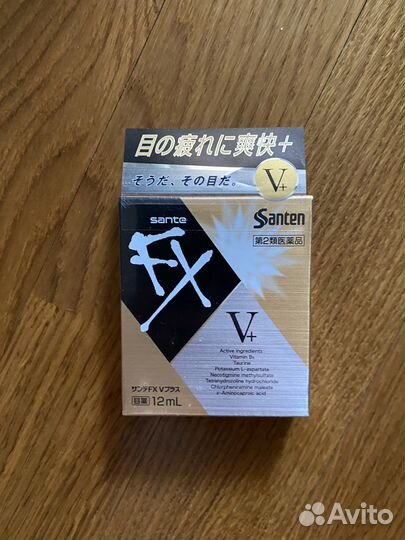 目の疲れに爽快+
そうだ、その目だ。
V+
sante
Santen
第2類医薬品
FX
V+
Active ingredients
Vitamin B6
Taurine
Potassium L-aspartate
Neostigmine methylsulfate
Tetrahydrozoline hydrochloride
Chlorpheniramine maleate
ε-Aminocaproic acid
サンテFX Vプラス
目薬 12mL
Avito